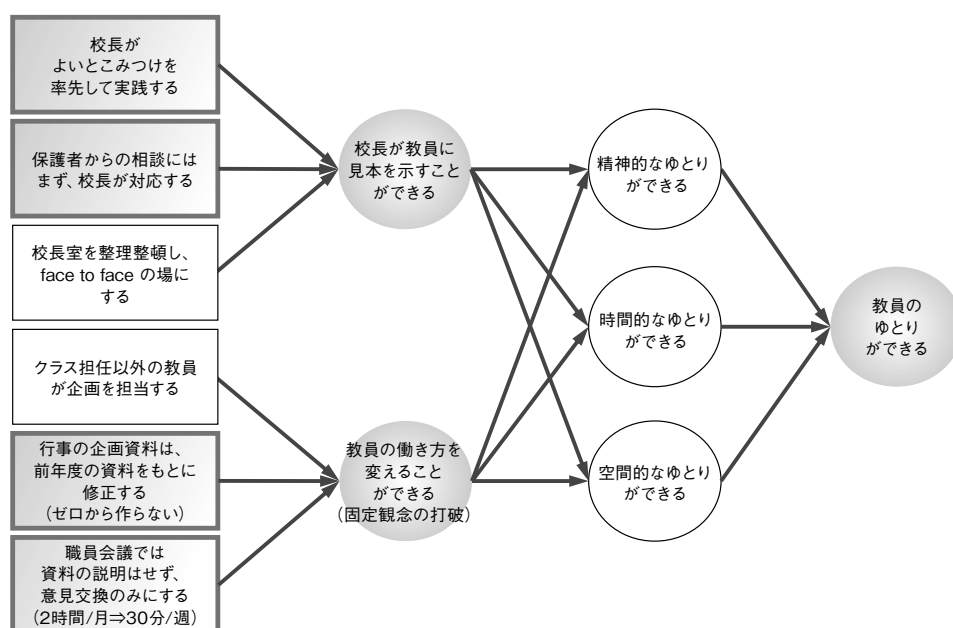 校長が
よいとこみつけを
率先して実践する
保護者からの相談には
まず、校長が対応する
校長室を整理整頓し、
face to face の場に
する
クラス担任以外の教員
が企画を担当する
行事の企画資料は、
前年度の資料をもとに
修正する
(ゼロから作らない)
職員会議では
資料の説明はせず、
意見交換のみにする
(2時間/月⇒30分/週)
校長が教員に
見本を示すこと
ができる
教員の働き方を
変えること
ができる
(固定観念の打破)
精神的なゆとり
ができる
時間的なゆとり
ができる
空間的なゆとり
ができる
教員の
ゆとり
ができる